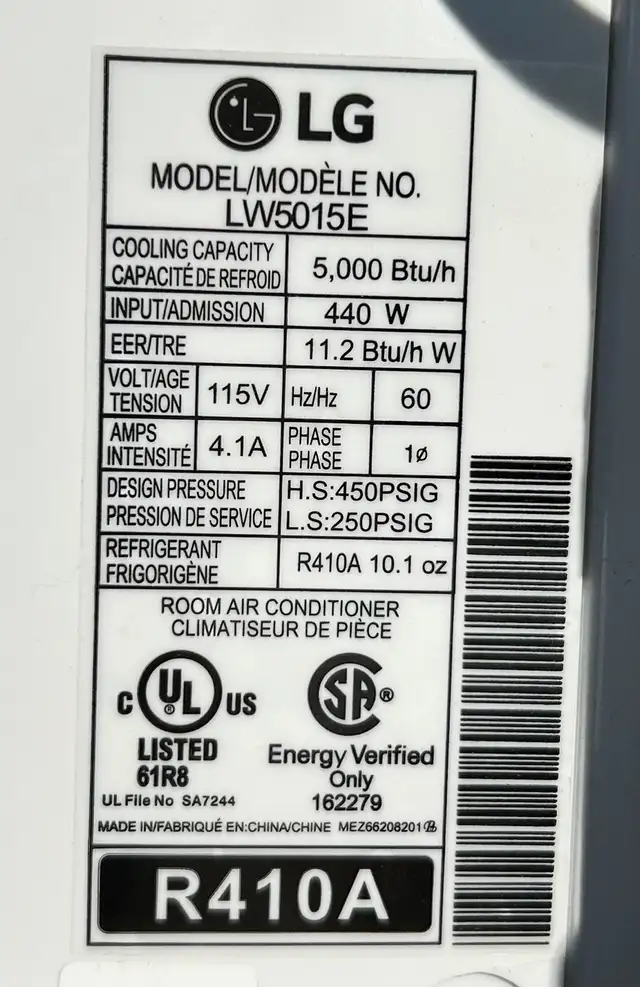 LG
MODEL/MODÈLE NO.
LW5015E
COOLING CAPACITY
CAPACITÉ DE REFROID
5,000 Btu/h
INPUT/ADMISSION
440 W
EER/TRE
11.2 Btu/h W
VOLT/AGE
TENSION
115V
Hz/Hz
60
AMPS
INTENSITÉ
4.1A
PHASE
PHASE
1ø
DESIGN PRESSURE
PRESSION DE SERVICE
H.S:450PSIG
L.S:250PSIG
REFRIGERANT
FRIGORIGÈNE
R410A 10.1 oz
ROOM AIR CONDITIONER
CLIMATISEUR DE PIÈCE
C UL® US
LISTED
61R8
UL File No SA7244
SA®
Energy Verified
Only
162279
MADE IN/FABRIQUÉ EN:CHINA/CHINE MEZ66208201
R410A